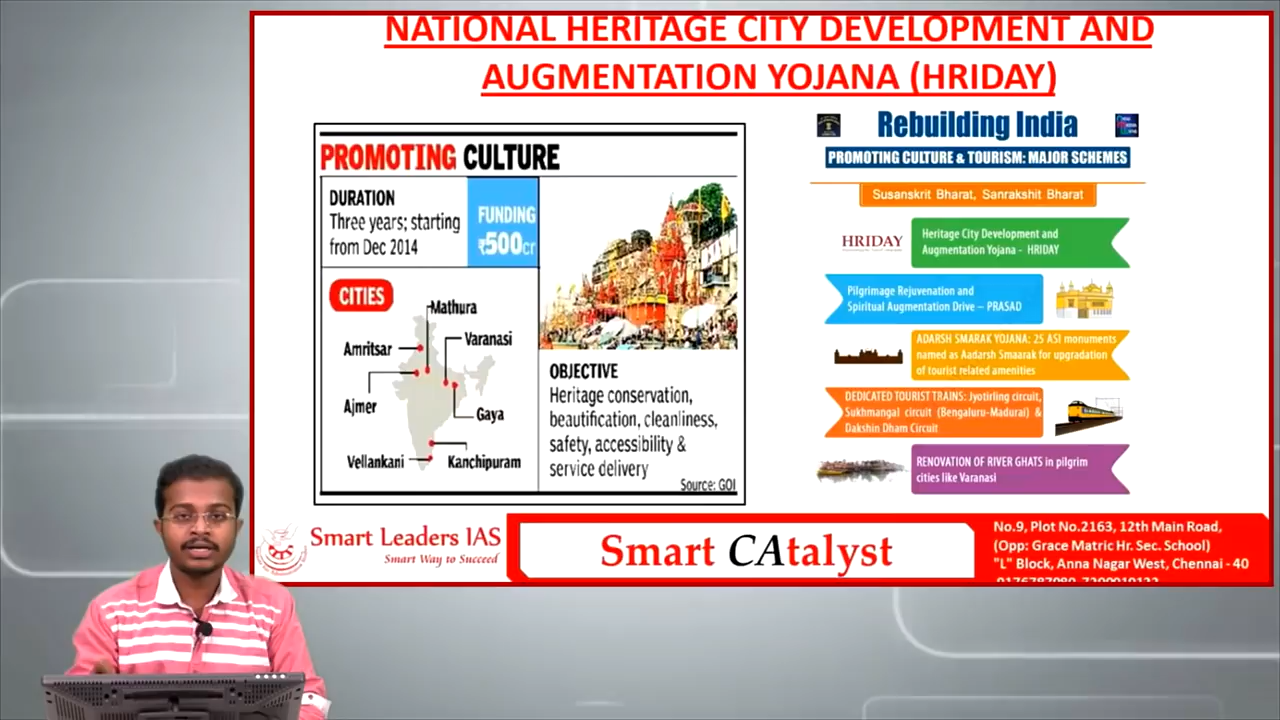 NATIONAL HERITAGE CITY DEVELOPMENT AND
AUGMENTATION YOJANA (HRIDAY)
PROMOTING CULTURE
DURATION
Three years; starting
from Dec 2014
FUNDING
₹500cr
CITIES
Mathura
Varanasi
Amritsar
Ajmer
Gaya
Vellankani
Kanchipuram
OBJECTIVE
Heritage conservation,
beautification, cleanliness,
safety, accessibility &
service delivery
Source: GOI
Rebuilding India
PROMOTING CULTURE & TOURISM: MAJOR SCHEMES
Susanskrit Bharat, Sanrakshit Bharat
HRIDAY
Heritage City Development and
Augmentation Yojana - HRIDAY
Pilgrimage Rejuvenation and
Spiritual Augmentation Drive – PRASAD
ADARSH SMARAK YOJANA: 25 ASI monuments
named as Aadarsh Smaarak for upgradation
of tourist related amenities
DEDICATED TOURIST TRAINS: Jyotirling circuit,
Sukhmangal circuit (Bengaluru-Madurai) &
Dakshin Dham Circuit
RENOVATION OF RIVER GHATS in pilgrim
cities like Varanasi
Smart Leaders IAS
Smart Way to Succeed
Smart CAtalyst
No.9, Plot No.2163, 12th Main Road,
(Opp: Grace Matric Hr. Sec. School)
"L" Block, Anna Nagar West, Chennai - 40